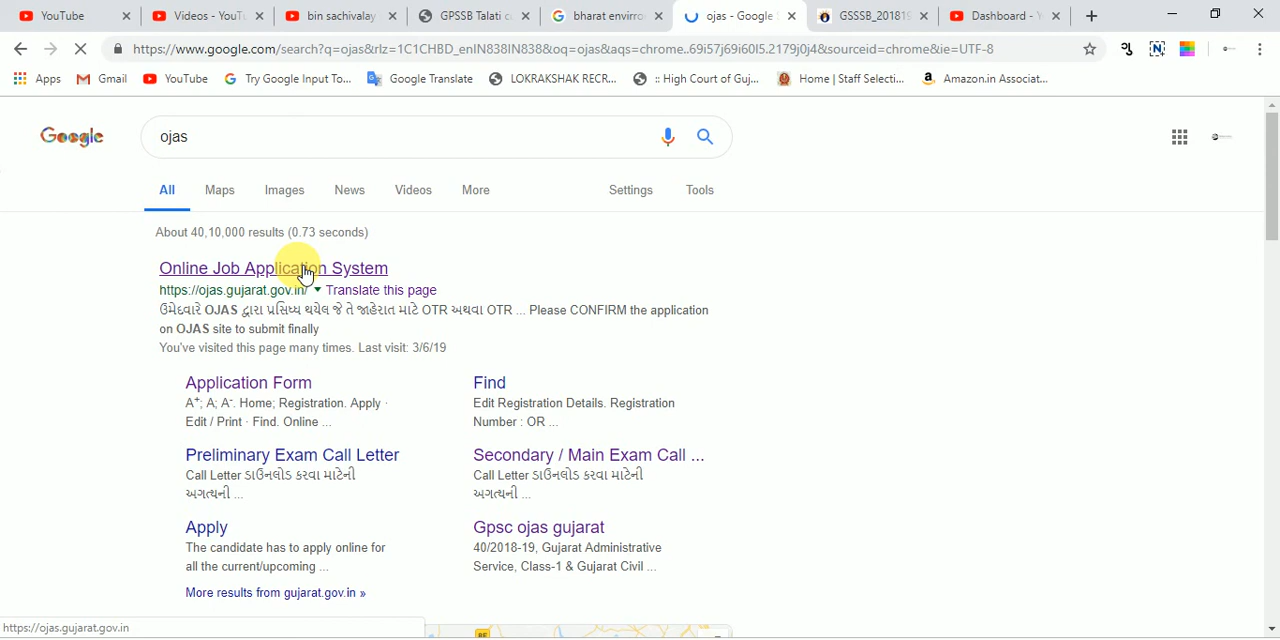 YouTube
Videos - YouT
bin sachivalay
GPSSB Talati c
bharat envirro
ojas - Google
GSSSB_201819
Dashboard - Y
https://www.google.com/search?q=ojas&rlz=1C1CHBD_enIN838IN838&oq=ojas&aqs=chrome..69i57j69i60l5.2179j0j4&sourceid=chrome&ie=UTF-8
Apps Gmail YouTube Try Google Input To... Google Translate LOKRAKSHAK RECR... :: High Court of Guj... Home | Staff Selecti... Amazon.in Associat...
Google
ojas
All Maps Images News Videos More Settings Tools
About 40,10,000 results (0.73 seconds)
Online Job Application System
https://ojas.gujarat.gov.in/ Translate this page
ઉમેદવારે OJAS દ્વારા પ્રસિધ્ધ થયેલ જે તે જાહેરાત માટે OTR અથવા OTR ... Please CONFIRM the application
on OJAS site to submit finally
You've visited this page many times. Last visit: 3/6/19
Application Form
A⁺; A; A⁻. Home; Registration. Apply ·
Edit / Print · Find. Online ...
Find
Edit Registration Details. Registration
Number : OR ...
Preliminary Exam Call Letter
Call Letter ડાઉનલોડ કરવા માટેની
અગત્યની ...
Secondary / Main Exam Call ...
Call Letter ડાઉનલોડ કરવા માટેની
અગત્યની ...
Apply
The candidate has to apply online for
all the current/upcoming ...
Gpsc ojas gujarat
40/2018-19, Gujarat Administrative
Service, Class-1 & Gujarat Civil ...
More results from gujarat.gov.in »
https://ojas.gujarat.gov.in